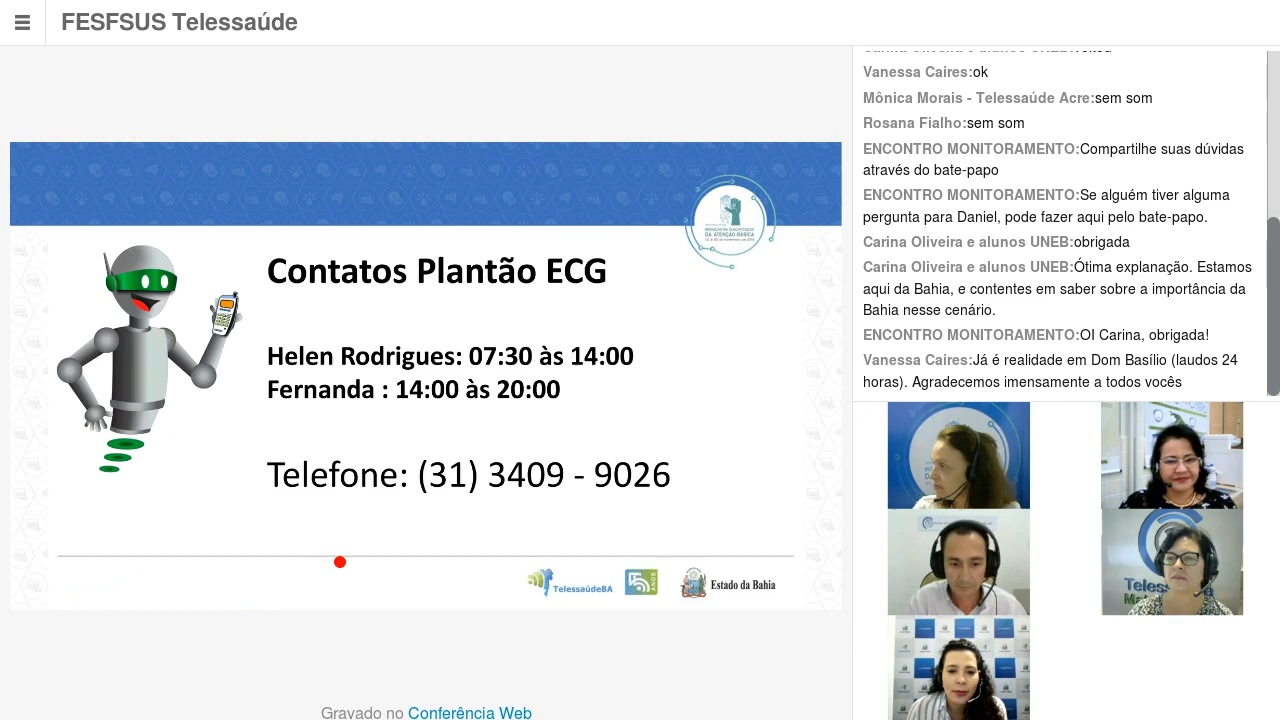 FESFSUS Telessaúde
Vanessa Caires:ok
Mônica Morais - Telessaúde Acre:sem som
Rosana Fialho:sem som
ENCONTRO MONITORAMENTO:Compartilhe suas dúvidas
através do bate-papo
ENCONTRO MONITORAMENTO:Se alguém tiver alguma
pergunta para Daniel, pode fazer aqui pelo bate-papo.
Carina Oliveira e alunos UNEB:obrigada
Carina Oliveira e alunos UNEB:Ótima explanação. Estamos
aqui da Bahia, e contentes em saber sobre a importância da
Bahia nesse cenário.
ENCONTRO MONITORAMENTO:OI Carina, obrigada!
Vanessa Caires:Já é realidade em Dom Basílio (laudos 24
horas). Agradecemos imensamente a todos vocês
DA ATENÇÃO BÁSICA
Contatos Plantão ECG
Helen Rodrigues: 07:30 às 14:00
Fernanda : 14:00 às 20:00
Telefone: (31) 3409 - 9026
TelessaúdeBA
5 ANOS
Estado da Bahia
Gravado no Conferência Web